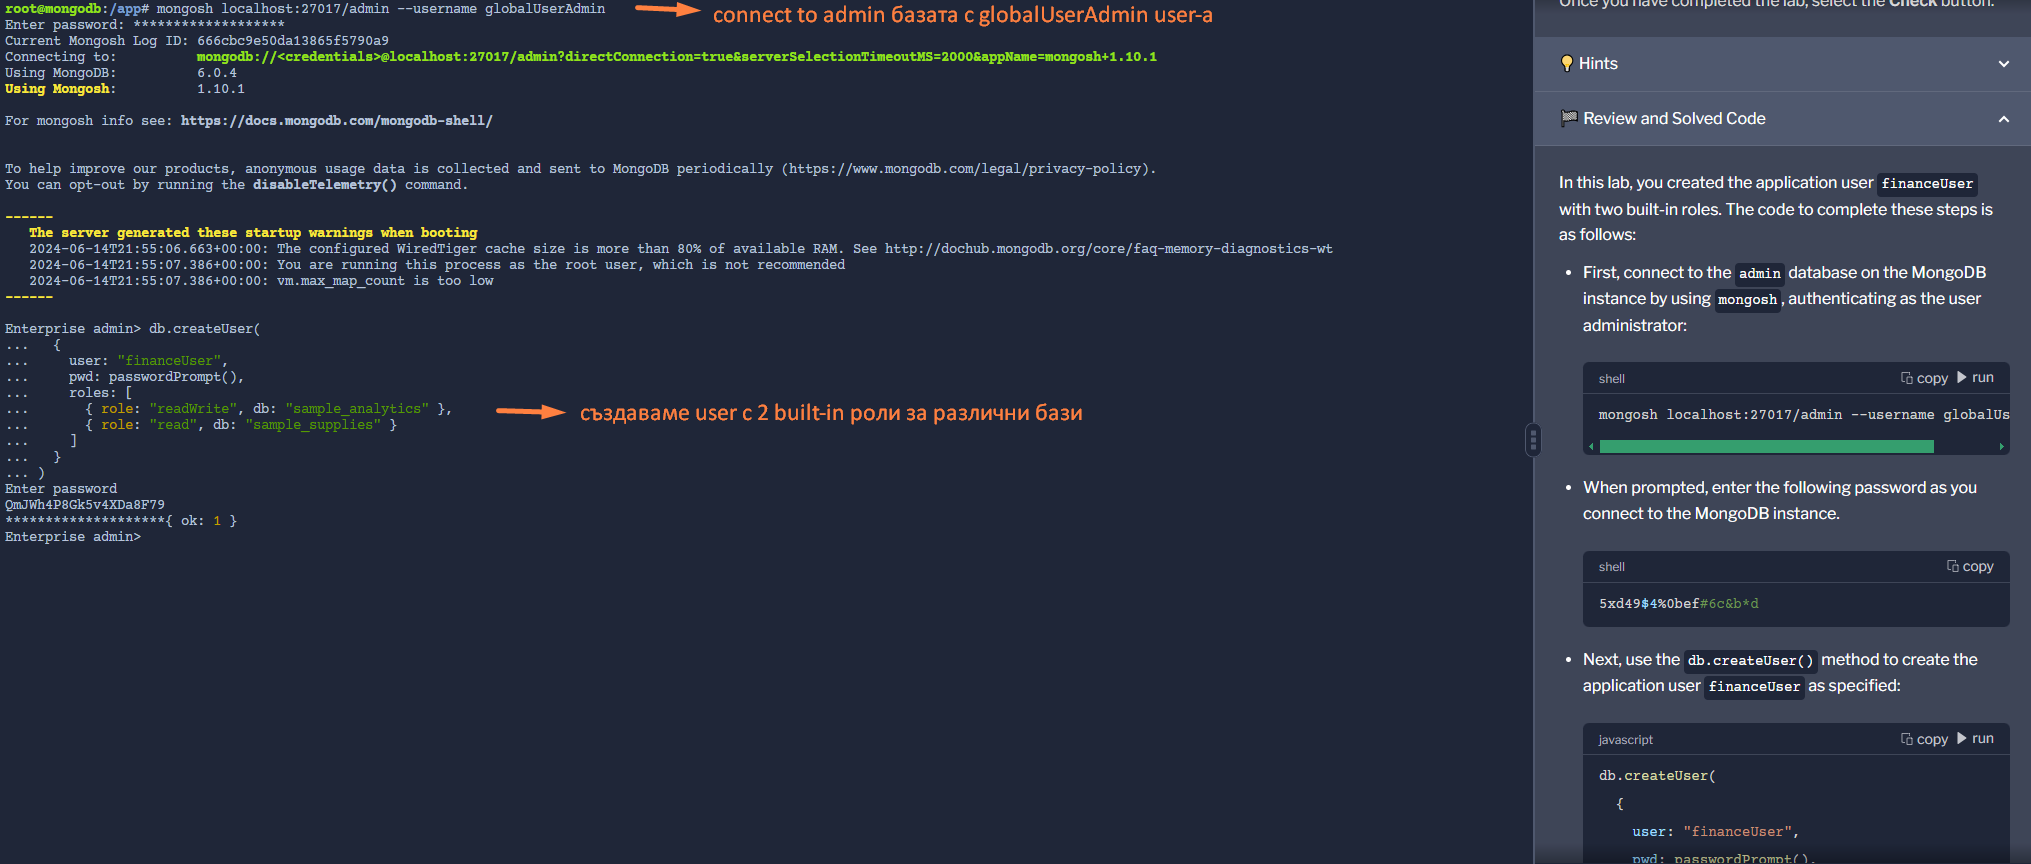 root@mongodb:/app# mongosh localhost:27017/admin --username globalUserAdmin
connect to admin базата с globalUserAdmin user-а
Enter password: *******************
Current Mongosh Log ID: 666cbc9e50da13865f5790a9
Connecting to: mongodb://<credentials>@localhost:27017/admin?directConnection=true&serverSelectionTimeoutMS=2000&appName=mongosh+1.10.1
Using MongoDB: 6.0.4
Using Mongosh: 1.10.1
For mongosh info see: https://docs.mongodb.com/mongodb-shell/
To help improve our products, anonymous usage data is collected and sent to MongoDB periodically (https://www.mongodb.com/legal/privacy-policy).
You can opt-out by running the disableTelemetry() command.
------
The server generated these startup warnings when booting
2024-06-14T21:55:06.663+00:00: The configured WiredTiger cache size is more than 80% of available RAM. See http://dochub.mongodb.org/core/faq-memory-diagnostics-wt
2024-06-14T21:55:07.386+00:00: You are running this process as the root user, which is not recommended
2024-06-14T21:55:07.386+00:00: vm.max_map_count is too low
------
Enterprise admin> db.createUser(
... {
... user: "financeUser",
... pwd: passwordPrompt(),
... roles: [
... { role: "readWrite", db: "sample_analytics" },
... { role: "read", db: "sample_supplies" }
... ]
... }
... )
създаваме user с 2 built-in роли за различни бази
Enter password
QmJWh4P8Gk5v4XDa8F79
********************{ ok: 1 }
Enterprise admin>
Once you have completed the lab, select the Check button.
Hints
Review and Solved Code
In this lab, you created the application user financeUser
with two built-in roles. The code to complete these steps is
as follows:
• First, connect to the admin database on the MongoDB
instance by using mongosh, authenticating as the user
administrator:
shell copy run
mongosh localhost:27017/admin --username globalUs
• When prompted, enter the following password as you
connect to the MongoDB instance.
shell copy
5xd49$4%0bef#6c&b*d
• Next, use the db.createUser() method to create the
application user financeUser as specified:
javascript copy run
db.createUser(
{
user: "financeUser",
pwd: passwordPrompt(),